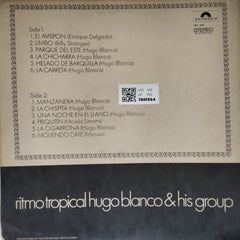 Side 1:
1 EL AVISPON (Enrique Delgado)
2 LIMBO (Billy Strange)
3 PARQUE DEL ESTE (Hugo Blanco)
4 LA CHICHARRA (Hugo Blanco)
5 HELADO DE BARQUILLA (Hugo Blanco)
6 LA CARRETA (Hugo Blanco)
Side 2:
1 MANZANERA (Hugo Blanco)
2 LA CHISPITA (Hugo Blanco)
3 UNA NOCHE EN EL LLANO (Hugo Blanco)
4 PRIQUITIN (Moisés Simons)
5 LA CIGARRONA (Hugo Blanco)
6 MOLIENDO CAFE (Manzo)
7601864
ritmo tropical hugo blanco & his group